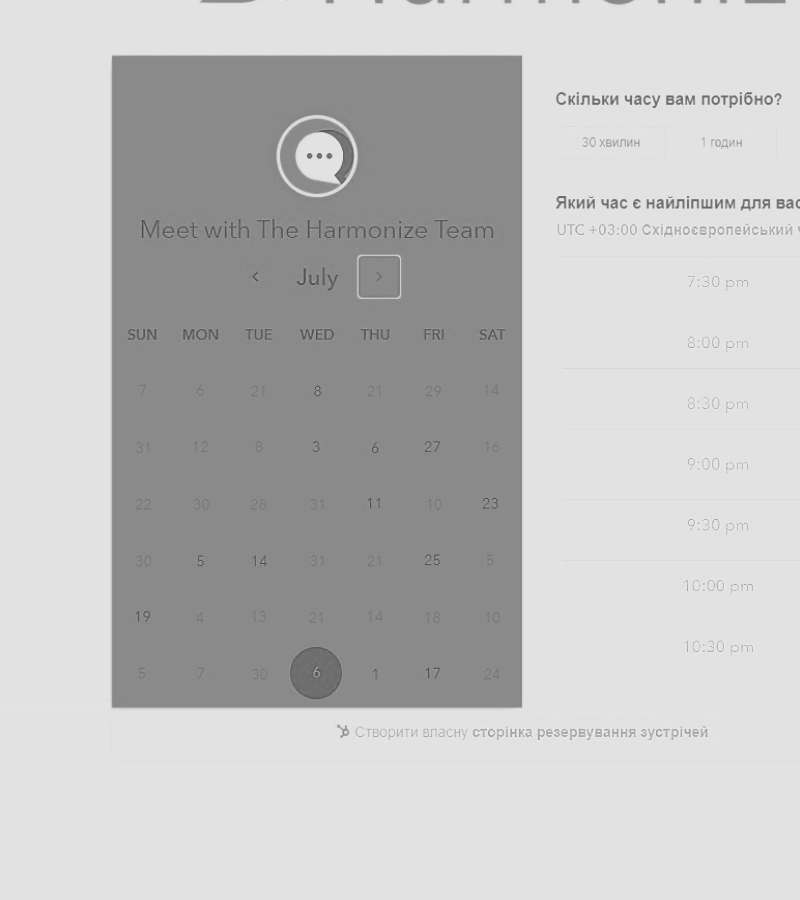 Meet with The Harmonize Team
July
SUN MON TUE WED THU FRI SAT
7 6 21 8 21 29 14
31 12 8 3 6 27 16
22 30 28 31 11 10 23
30 5 14 31 21 25 5
19 4 13 21 14 18 10
5 7 30 6 1 17 24
Скільки часу вам потрібно?
30 хвилин 1 годин
Який час є найліпшим для вас
UTC +03:00 Східноєвропейський
7:30 pm
8:00 pm
8:30 pm
9:00 pm
9:30 pm
10:00 pm
10:30 pm
Створити власну сторінка резервування зустрічей